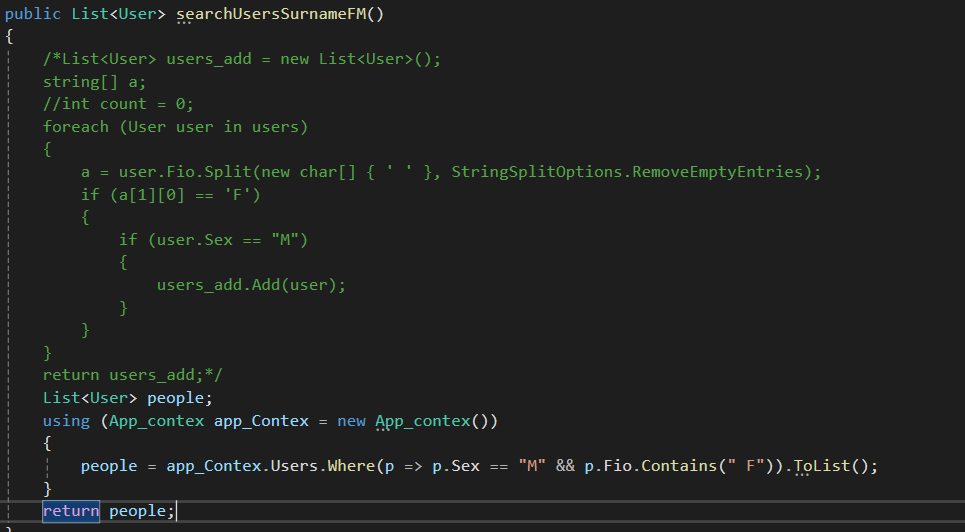 public List<User> searchUsersSurnameFM()
{
/*List<User> users_add = new List<User>();
string[] a;
//int count = 0;
foreach (User user in users)
{
a = user.Fio.Split(new char[] { ' ' }, StringSplitOptions.RemoveEmptyEntries);
if (a[1][0] == 'F')
{
if (user.Sex == "M")
{
users_add.Add(user);
}
}
}
return users_add;*/
List<User> people;
using (App_contex app_Contex = new App_contex())
{
people = app_Contex.Users.Where(p => p.Sex == "M" && p.Fio.Contains(" F")).ToList();
}
return people;
}